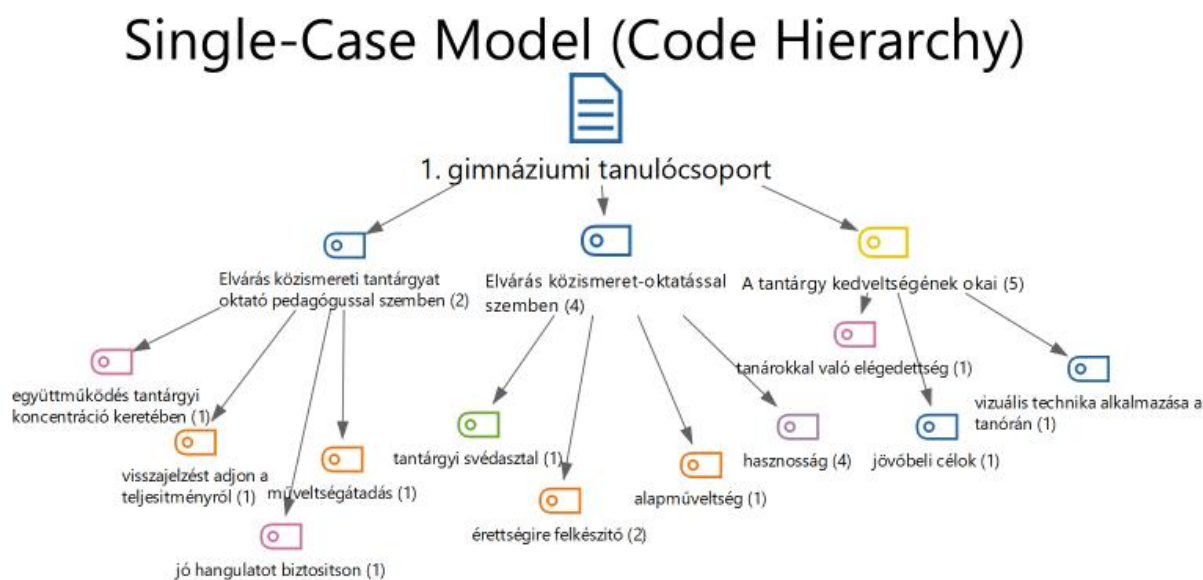 Single-Case Model (Code Hierarchy)
1. gimnáziumi tanulócsoport
Elvárás közismereti tantárgyat
oktató pedagógussal szemben (2)
Elvárás közismeret-oktatással
szemben (4)
A tantárgy kedveltségének okai (5)
együttműködés tantárgyi
koncentráció keretében (1)
visszajelzést adjon a
teljesitményről (1)
műveltségátadás (1)
jó hangulatot biztositson (1)
tantárgyi svédasztal (1)
érettségire felkészitő (2)
alapműveltség (1)
hasznosság (4)
tanárokkal való elégedettség (1)
jövőbeli célok (1)
vizuális technika alkalmazása a
tanórán (1)